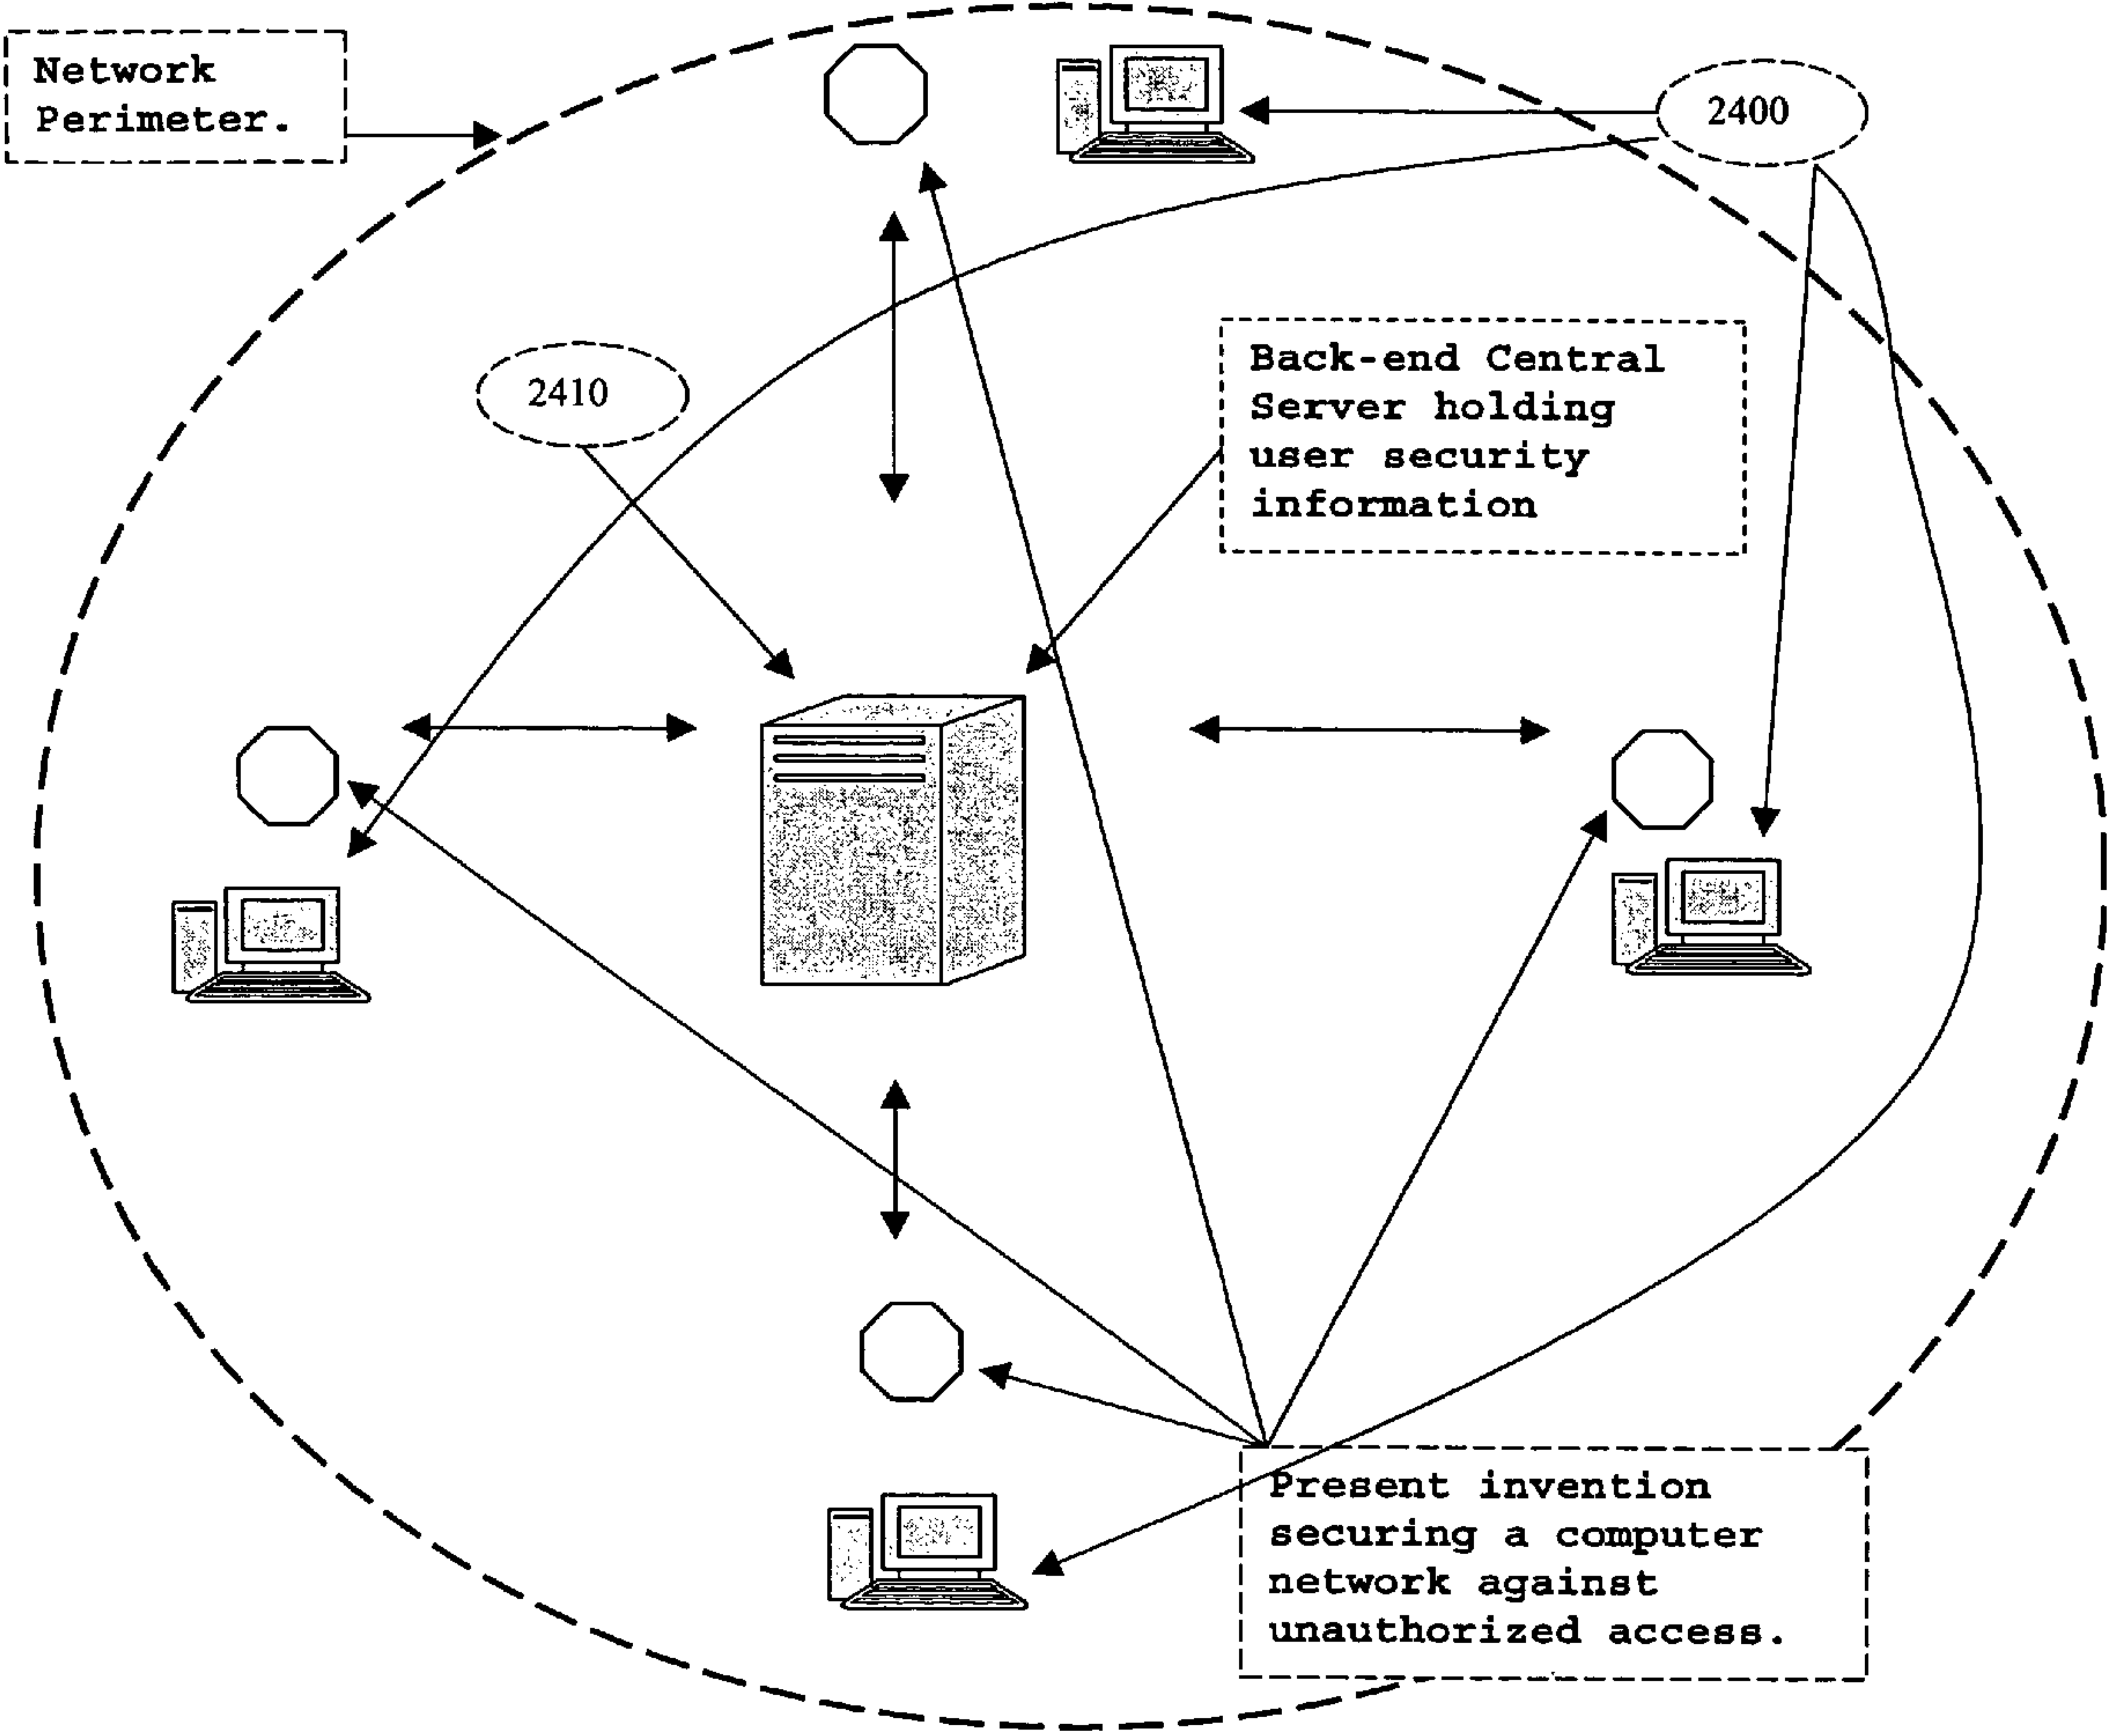 Network
Perimeter.
2400
2410
Back-end Central
Server holding
user security
information
Present invention
securing a computer
network against
unauthorized access.